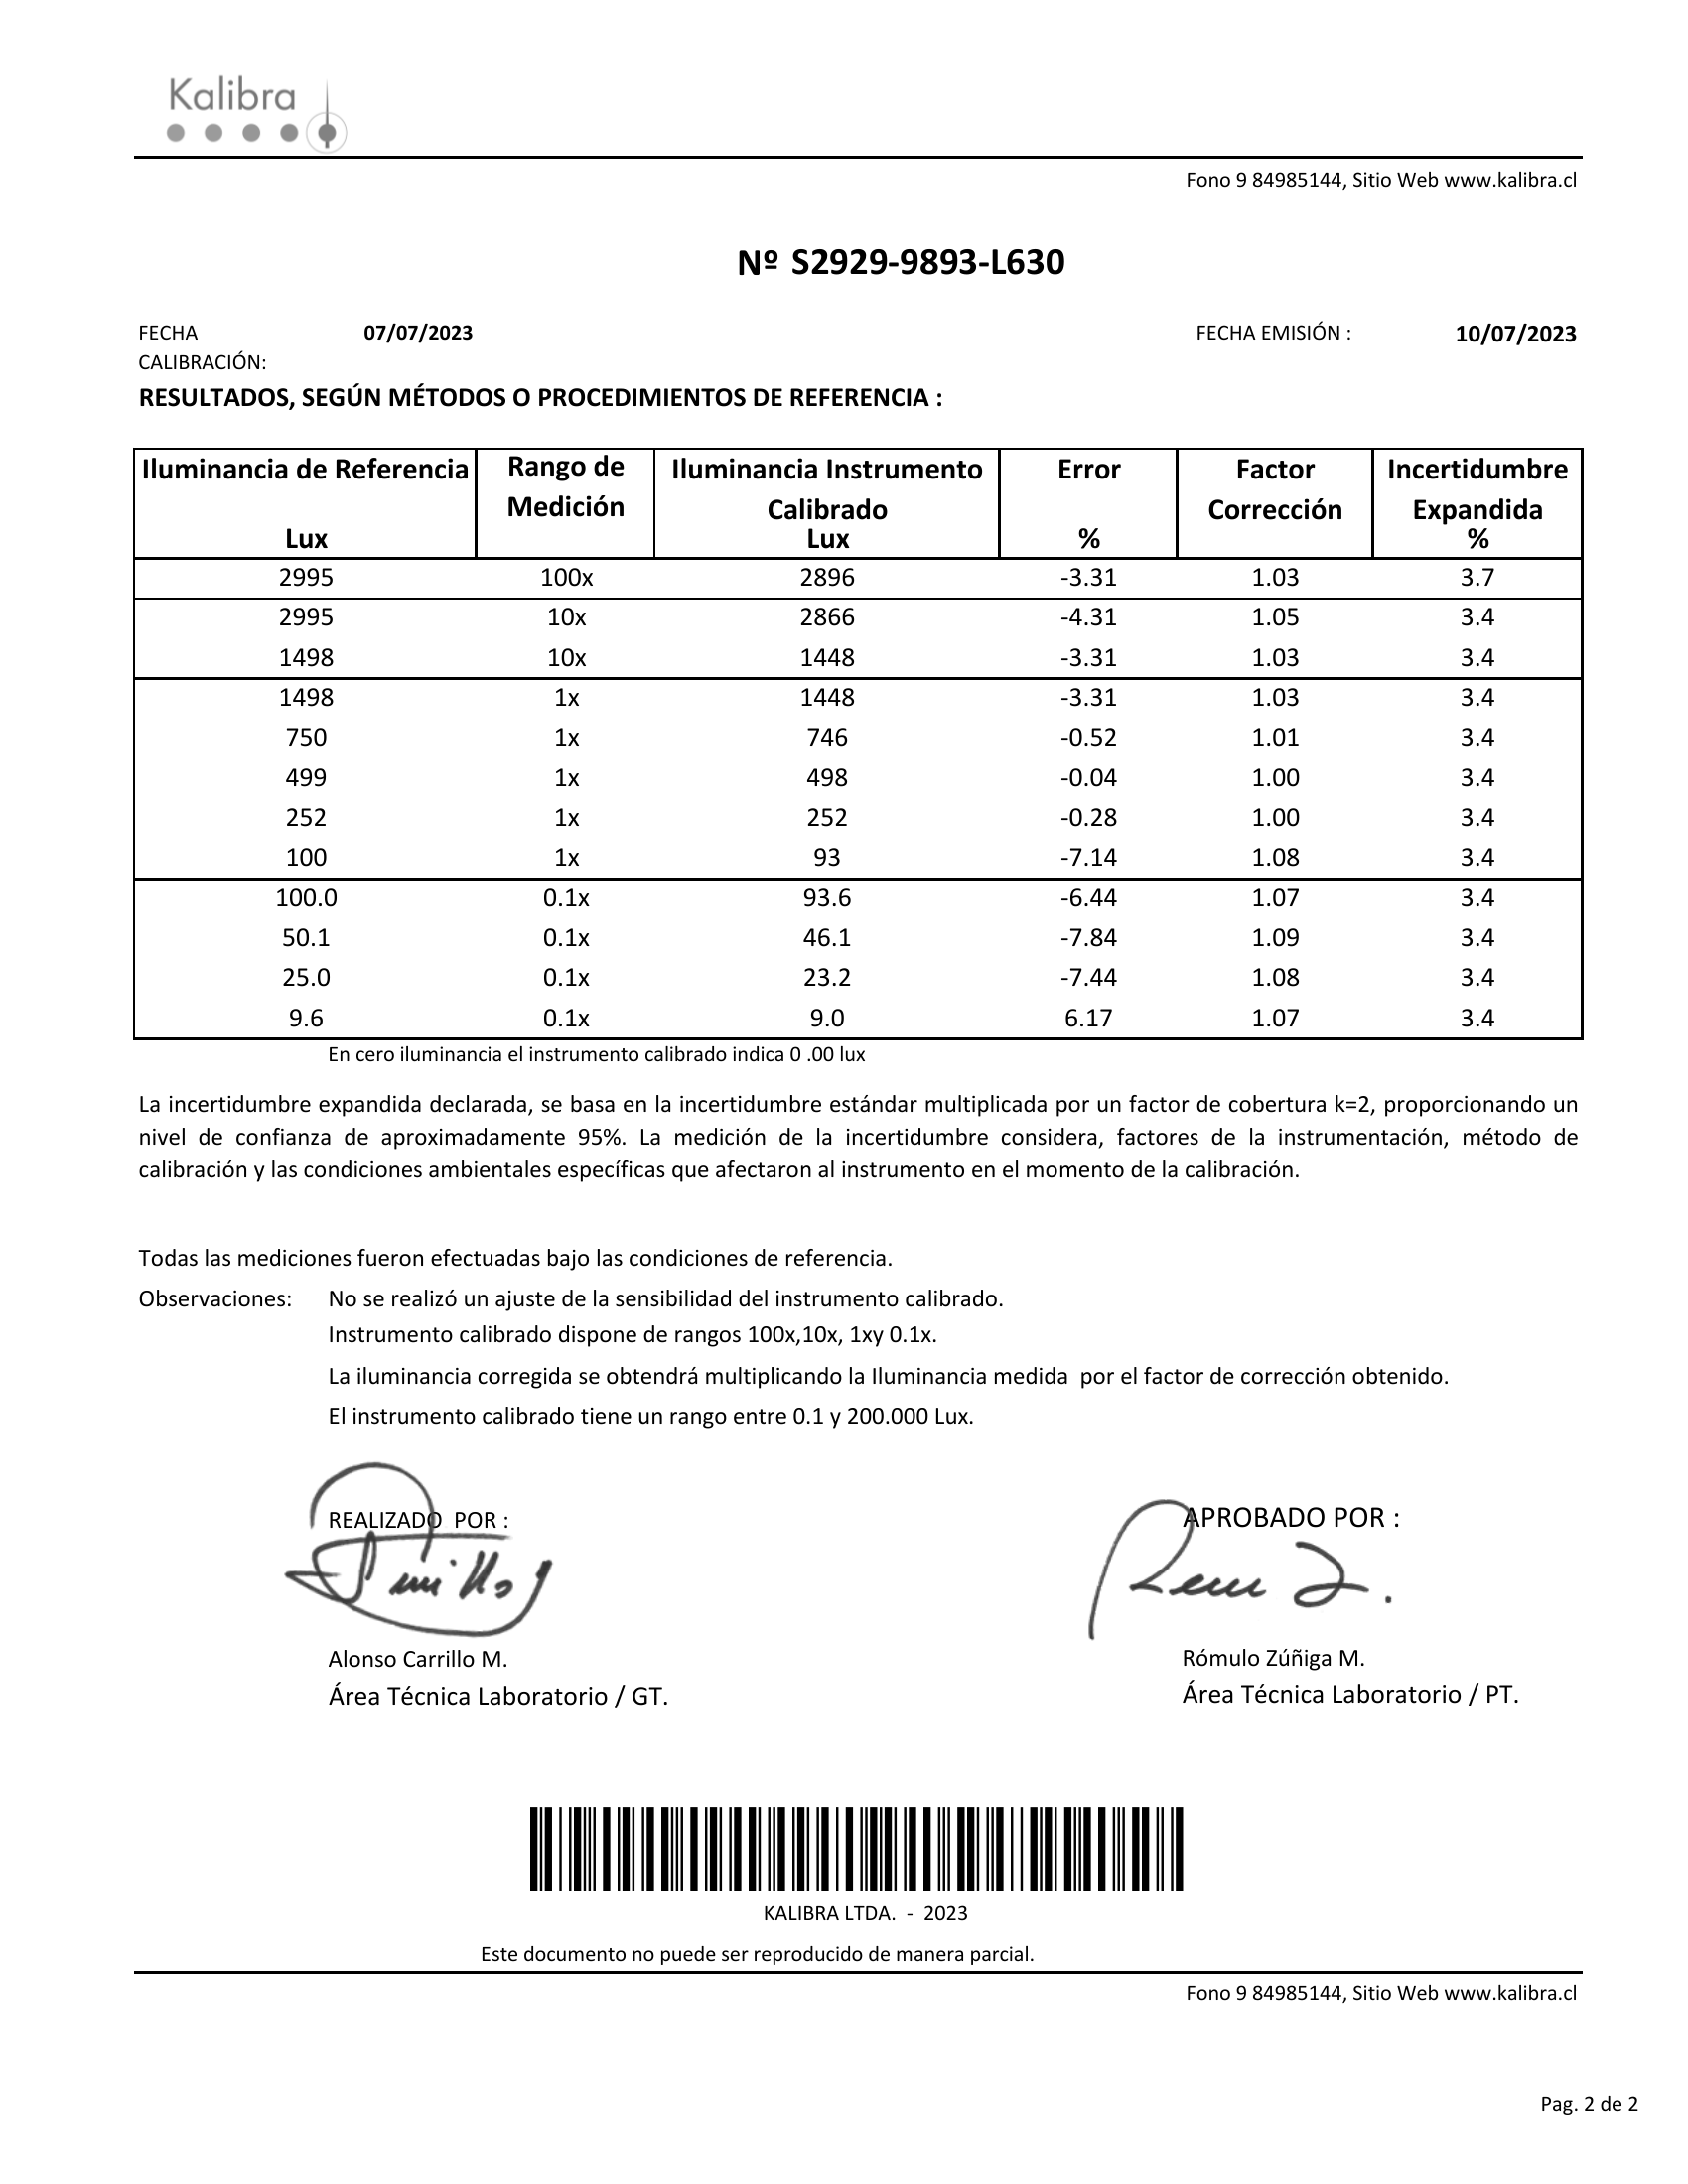 Kalibra
Fono 9 84985144, Sitio Web www.kalibra.cl
Nº S2929-9893-L630
FECHA CALIBRACIÓN: 07/07/2023 FECHA EMISIÓN : 10/07/2023
RESULTADOS, SEGÚN MÉTODOS O PROCEDIMIENTOS DE REFERENCIA :
Iluminancia de Referencia Lux | Rango de Medición | Iluminancia Instrumento Calibrado Lux | Error % | Factor Corrección | Incertidumbre Expandida %
2995 100x 2896 -3.31 1.03 3.7
2995 10x 2866 -4.31 1.05 3.4
1498 10x 1448 -3.31 1.03 3.4
1498 1x 1448 -3.31 1.03 3.4
750 1x 746 -0.52 1.01 3.4
499 1x 498 -0.04 1.00 3.4
252 1x 252 -0.28 1.00 3.4
100 1x 93 -7.14 1.08 3.4
100.0 0.1x 93.6 -6.44 1.07 3.4
50.1 0.1x 46.1 -7.84 1.09 3.4
25.0 0.1x 23.2 -7.44 1.08 3.4
9.6 0.1x 9.0 6.17 1.07 3.4
En cero iluminancia el instrumento calibrado indica 0 .00 lux
La incertidumbre expandida declarada, se basa en la incertidumbre estándar multiplicada por un factor de cobertura k=2, proporcionando un
nivel de confianza de aproximadamente 95%. La medición de la incertidumbre considera, factores de la instrumentación, método de
calibración y las condiciones ambientales específicas que afectaron al instrumento en el momento de la calibración.
Todas las mediciones fueron efectuadas bajo las condiciones de referencia.
Observaciones: No se realizó un ajuste de la sensibilidad del instrumento calibrado.
Instrumento calibrado dispone de rangos 100x,10x, 1xy 0.1x.
La iluminancia corregida se obtendrá multiplicando la Iluminancia medida por el factor de corrección obtenido.
El instrumento calibrado tiene un rango entre 0.1 y 200.000 Lux.
REALIZADO POR : APROBADO POR :
Alonso Carrillo M. Rómulo Zúñiga M.
Área Técnica Laboratorio / GT. Área Técnica Laboratorio / PT.
KALIBRA LTDA. - 2023
Este documento no puede ser reproducido de manera parcial.
Fono 9 84985144, Sitio Web www.kalibra.cl
Pag. 2 de 2